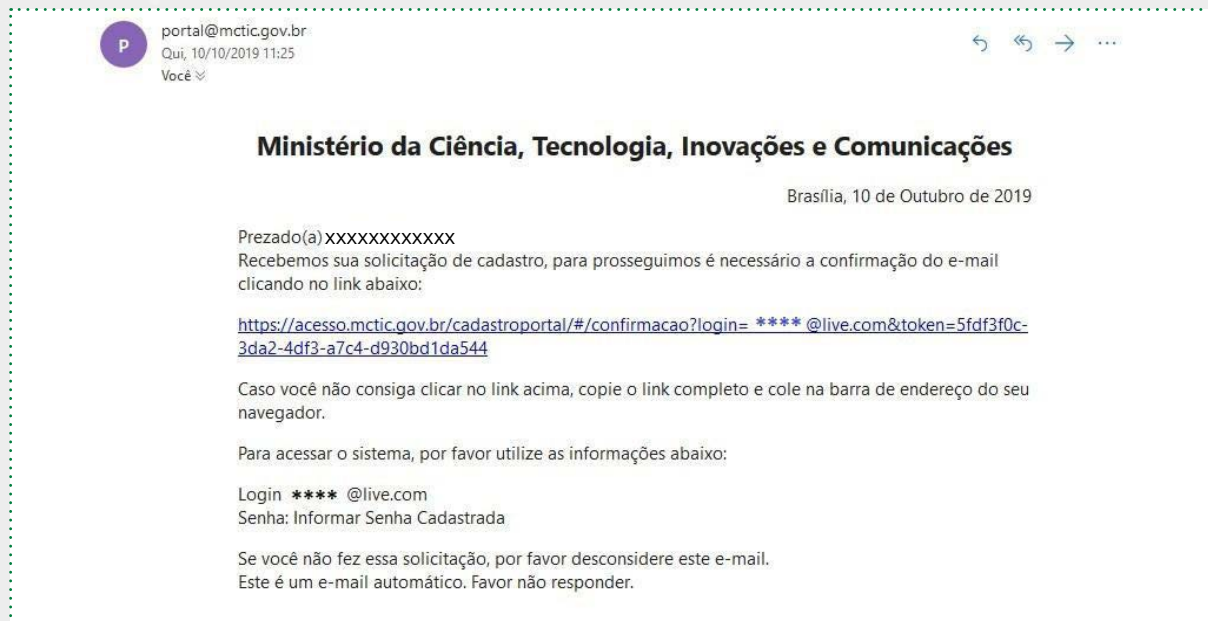 P
portal@mctic.gov.br
Qui, 10/10/2019 11:25
Você
Ministério da Ciência, Tecnologia, Inovações e Comunicações
Brasília, 10 de Outubro de 2019
Prezado(a) xxxxxxxxxxxx
Recebemos sua solicitação de cadastro, para prosseguimos é necessário a confirmação do e-mail
clicando no link abaixo:
https://acesso.mctic.gov.br/cadastroportal/#/confirmacao?login= **** @live.com&token=5fdf3f0c-
3da2-4df3-a7c4-d930bd1da544
Caso você não consiga clicar no link acima, copie o link completo e cole na barra de endereço do seu
navegador.
Para acessar o sistema, por favor utilize as informações abaixo:
Login **** @live.com
Senha: Informar Senha Cadastrada
Se você não fez essa solicitação, por favor desconsidere este e-mail.
Este é um e-mail automático. Favor não responder.